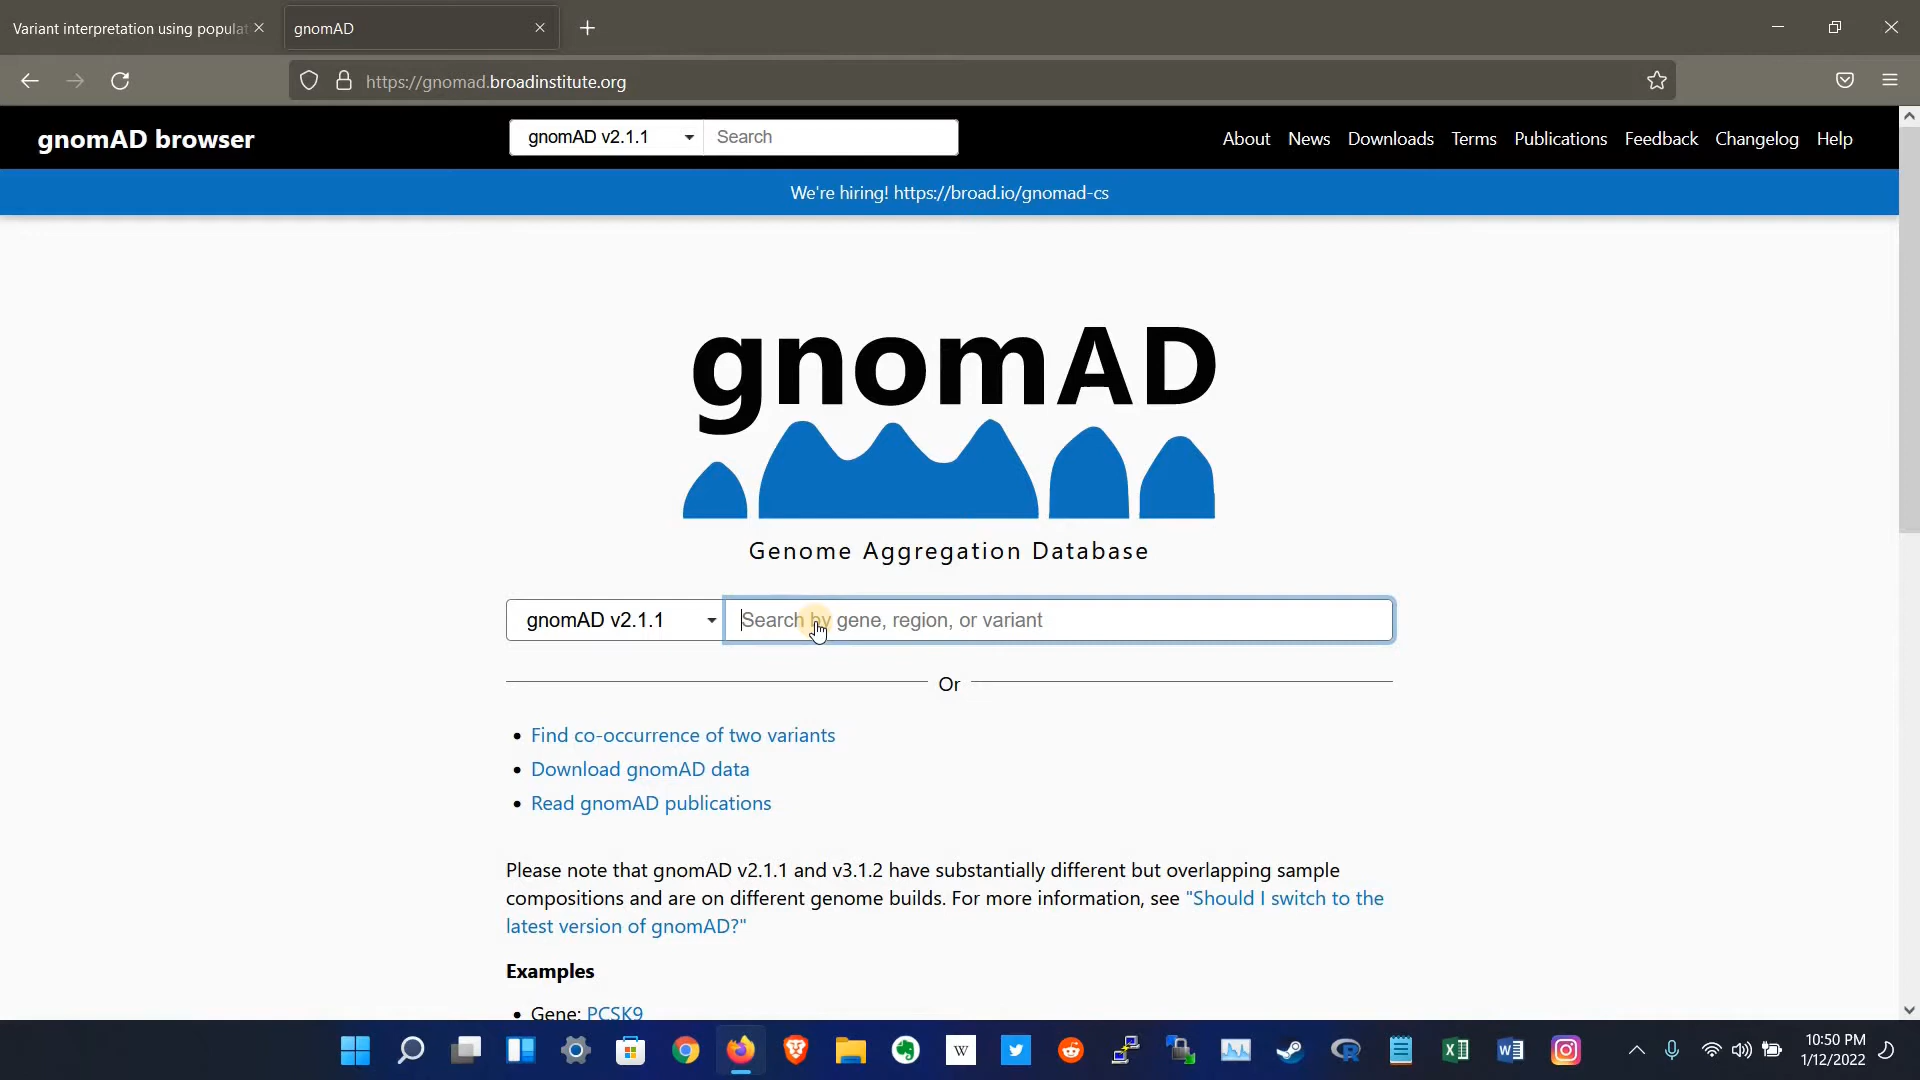 Variant interpretation using populat
gnomAD
https://gnomad.broadinstitute.org
gnomAD browser
gnomAD v2.1.1
Search
About News Downloads Terms Publications Feedback Changelog Help
We're hiring! https://broad.io/gnomad-cs
gnomAD
Genome Aggregation Database
gnomAD v2.1.1
Search by gene, region, or variant
Or
Find co-occurrence of two variants
Download gnomAD data
Read gnomAD publications
Please note that gnomAD v2.1.1 and v3.1.2 have substantially different but overlapping sample
compositions and are on different genome builds. For more information, see "Should I switch to the
latest version of gnomAD?"
Examples
Gene: PCSK9
W
10:50 PM
1/12/2022